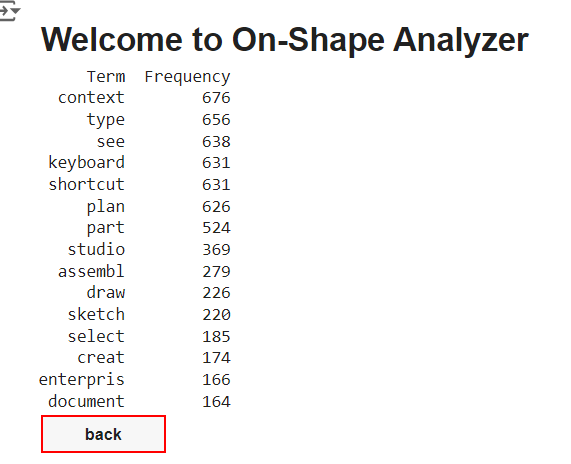 Welcome to On-Shape Analyzer
Term Frequency
context 676
type 656
see 638
keyboard 631
shortcut 631
plan 626
part 524
studio 369
assembl 279
draw 226
sketch 220
select 185
creat 174
enterpris 166
document 164
back